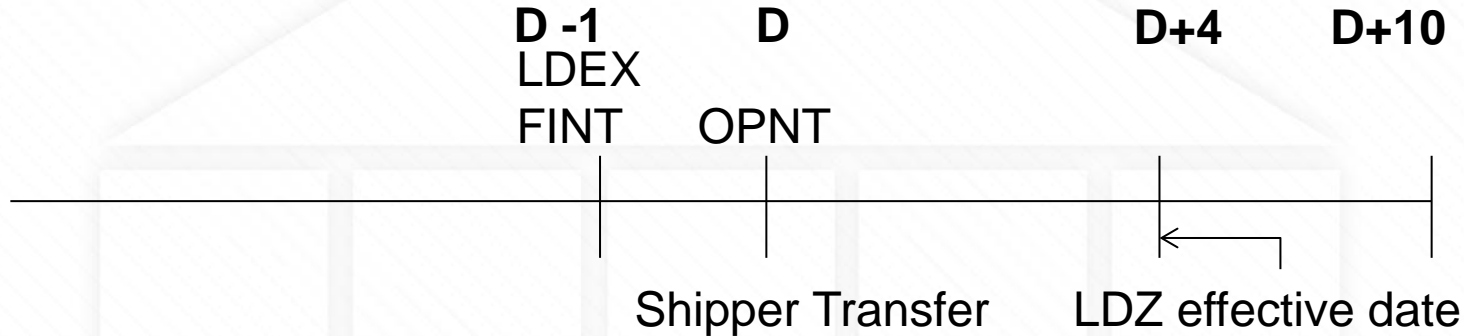 D -1 D D+4 D+10
LDEX
FINT OPNT
Shipper Transfer LDZ effective date